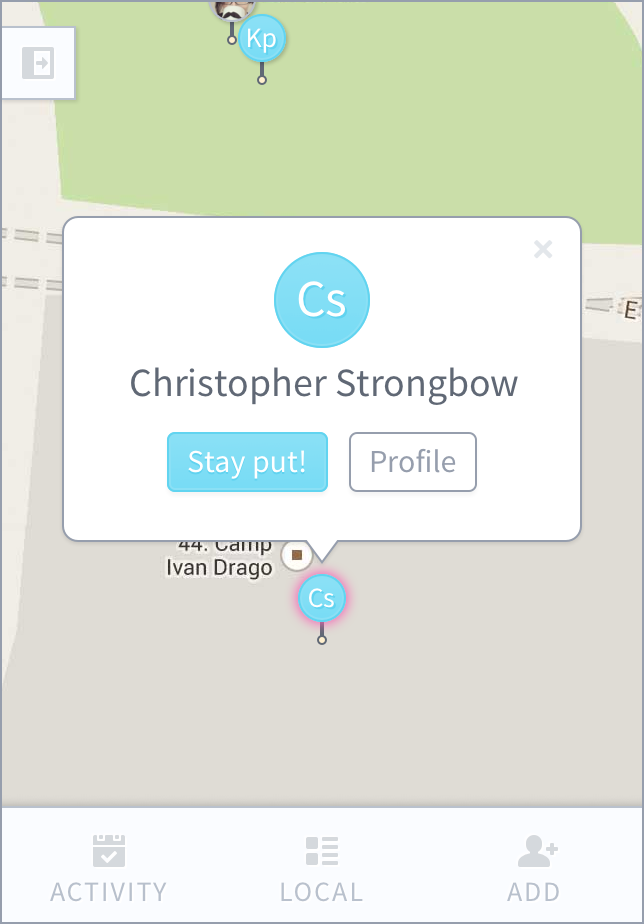 Kp
Cs
Christopher Strongbow
Stay put!
Profile
E
44. Camp
Ivan Drago
Cs
ACTIVITY
LOCAL
ADD